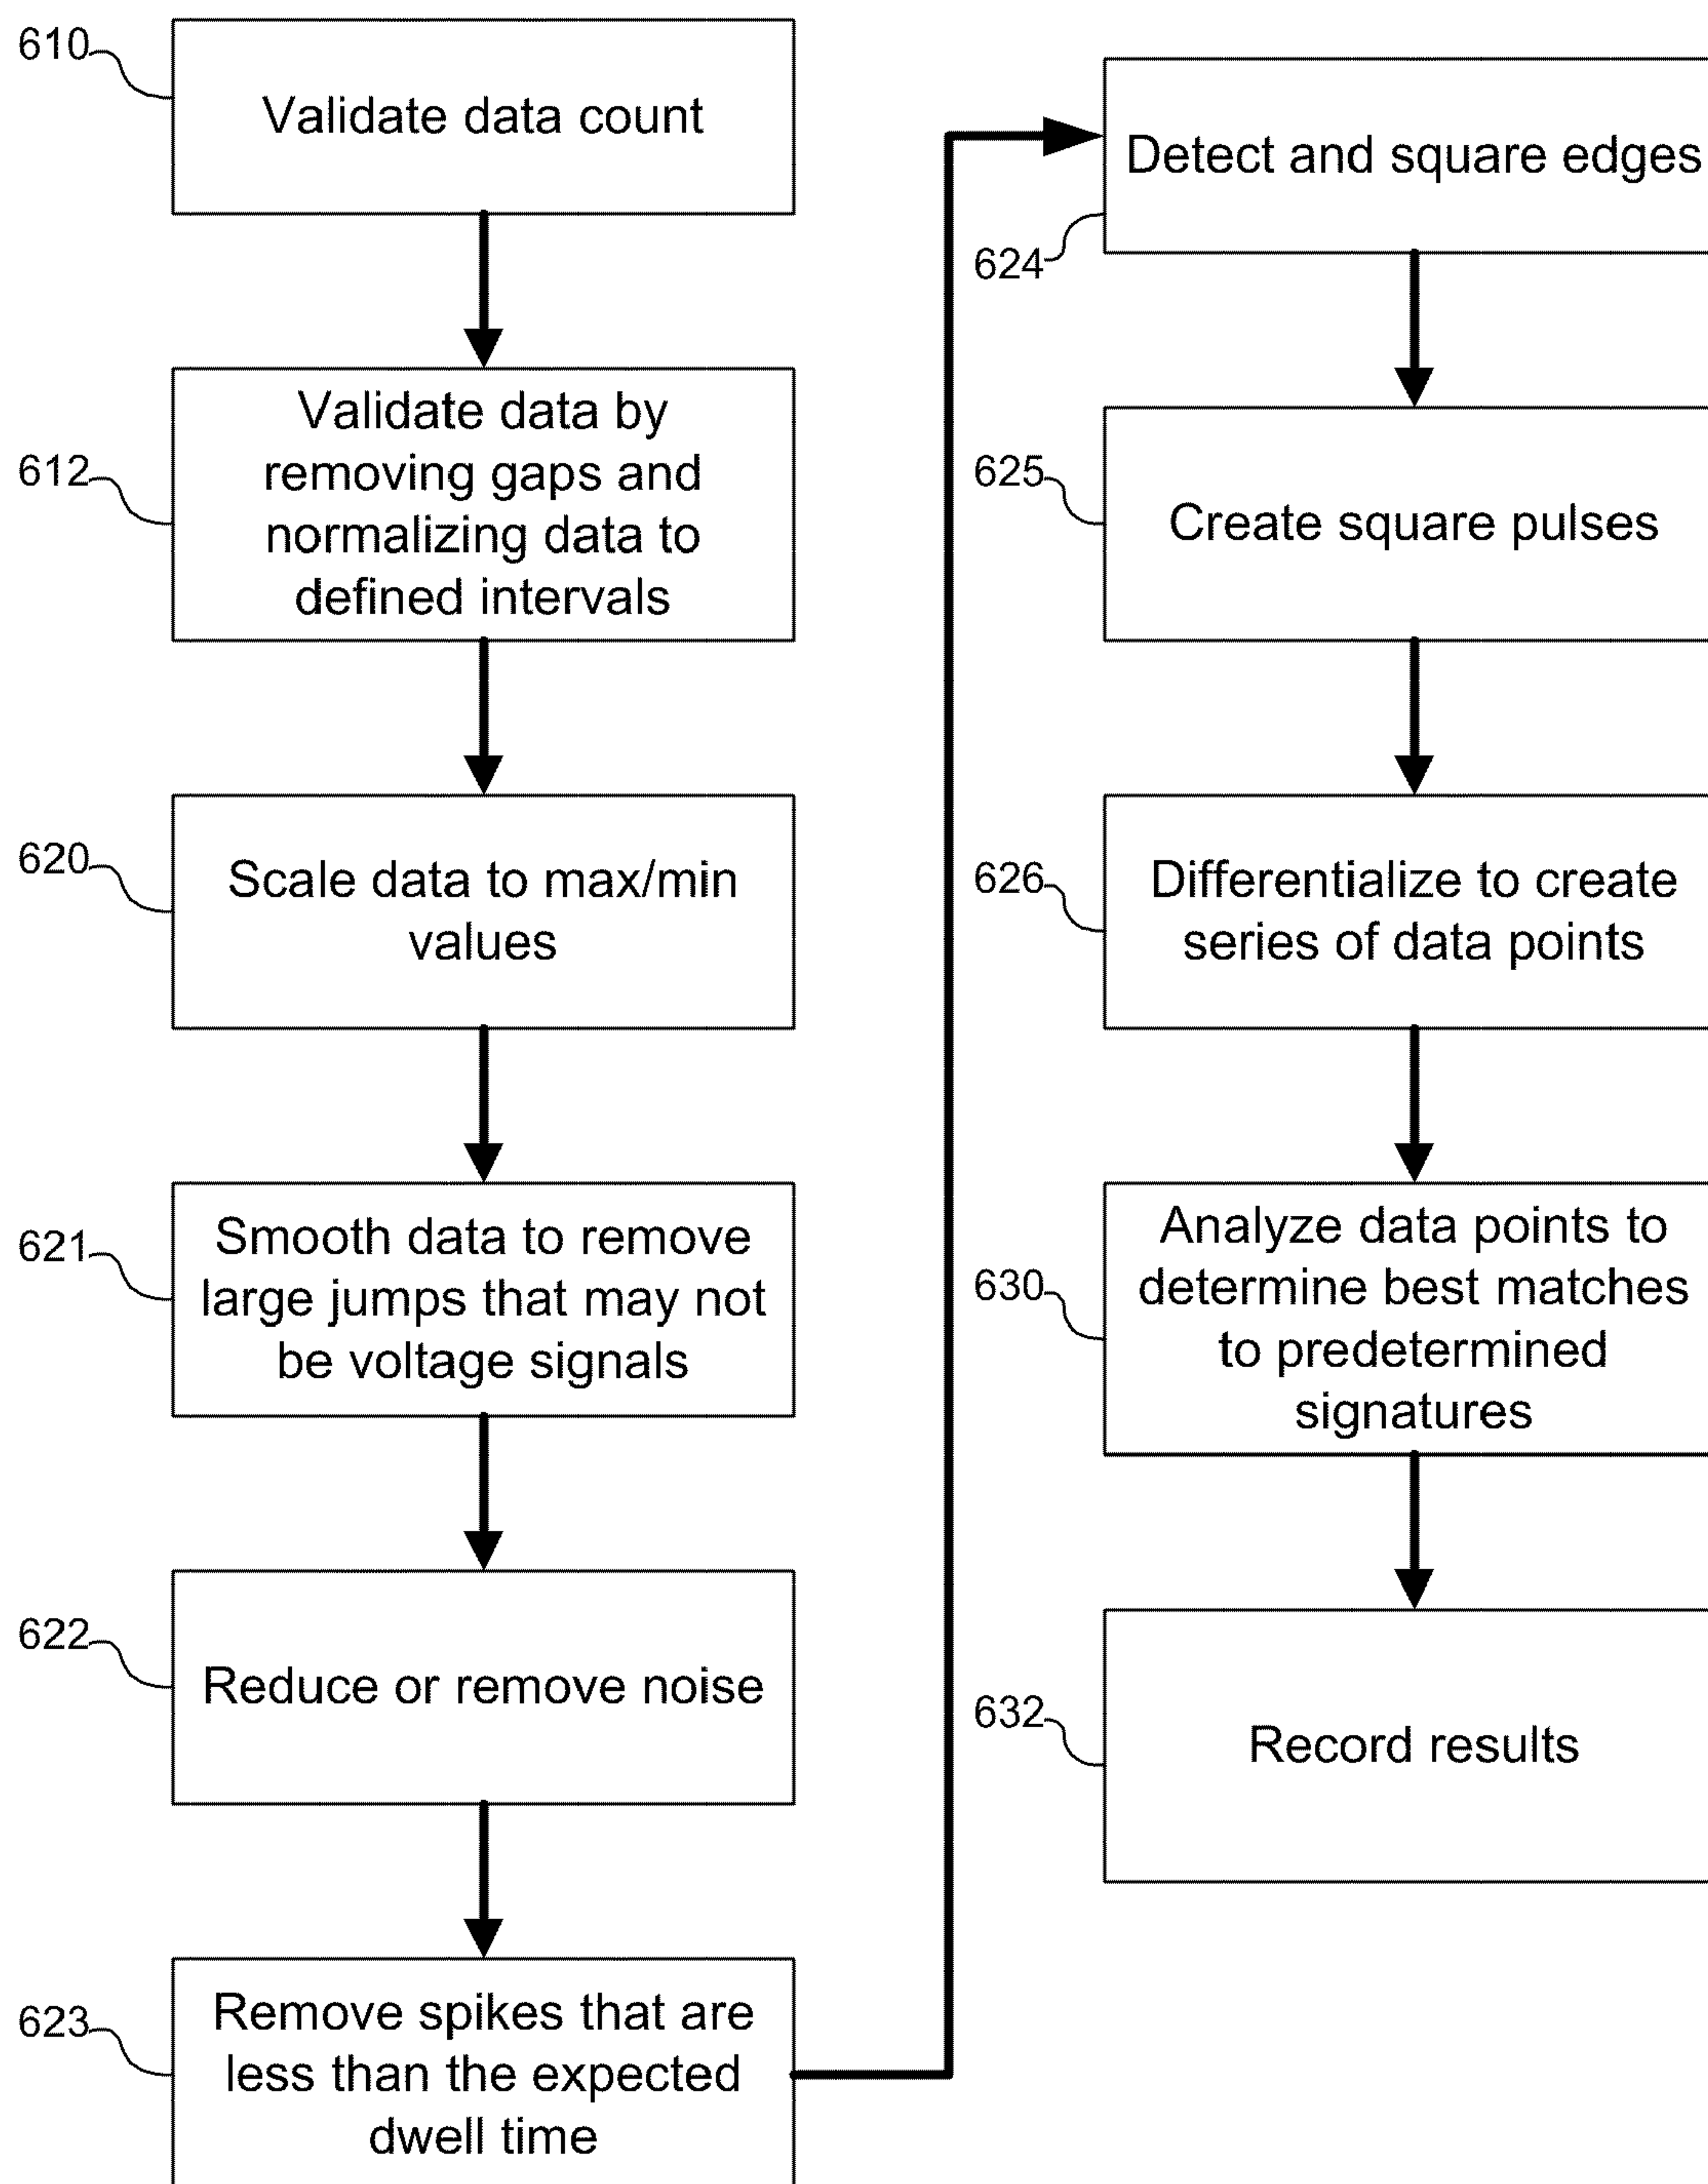 610
Validate data count
612
Validate data by
removing gaps and
normalizing data to
defined intervals
620
Scale data to max/min
values
621
Smooth data to remove
large jumps that may not
be voltage signals
622
Reduce or remove noise
623
Remove spikes that are
less than the expected
dwell time
Detect and square edges
624
625
Create square pulses
626
Differentialize to create
series of data points
630
Analyze data points to
determine best matches
to predetermined
signatures
632
Record results